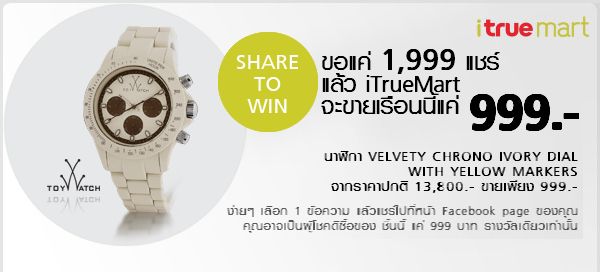 itruemart
SHARE
TO
WIN
ขอแค่ 1,999 แชร์
แล้ว iTrueMart
จะขายเรือนนี้แค่ 999.-
นาฬิกา VELVETY CHRONO IVORY DIAL
WITH YELLOW MARKERS
จากราคาปกติ 13,800.- ขายเพียง 999.-
TOYWATCH
TOYWATCH
ง่ายๆ เลือก 1 ข้อความ แล้วแชร์ไปที่หน้า Facebook page ของคุณ
คุณอาจเป็นผู้โชคดีซื้อของ ชิ้นนี้ แค่ 999 บาท รางวัลเดียวเท่านั้น